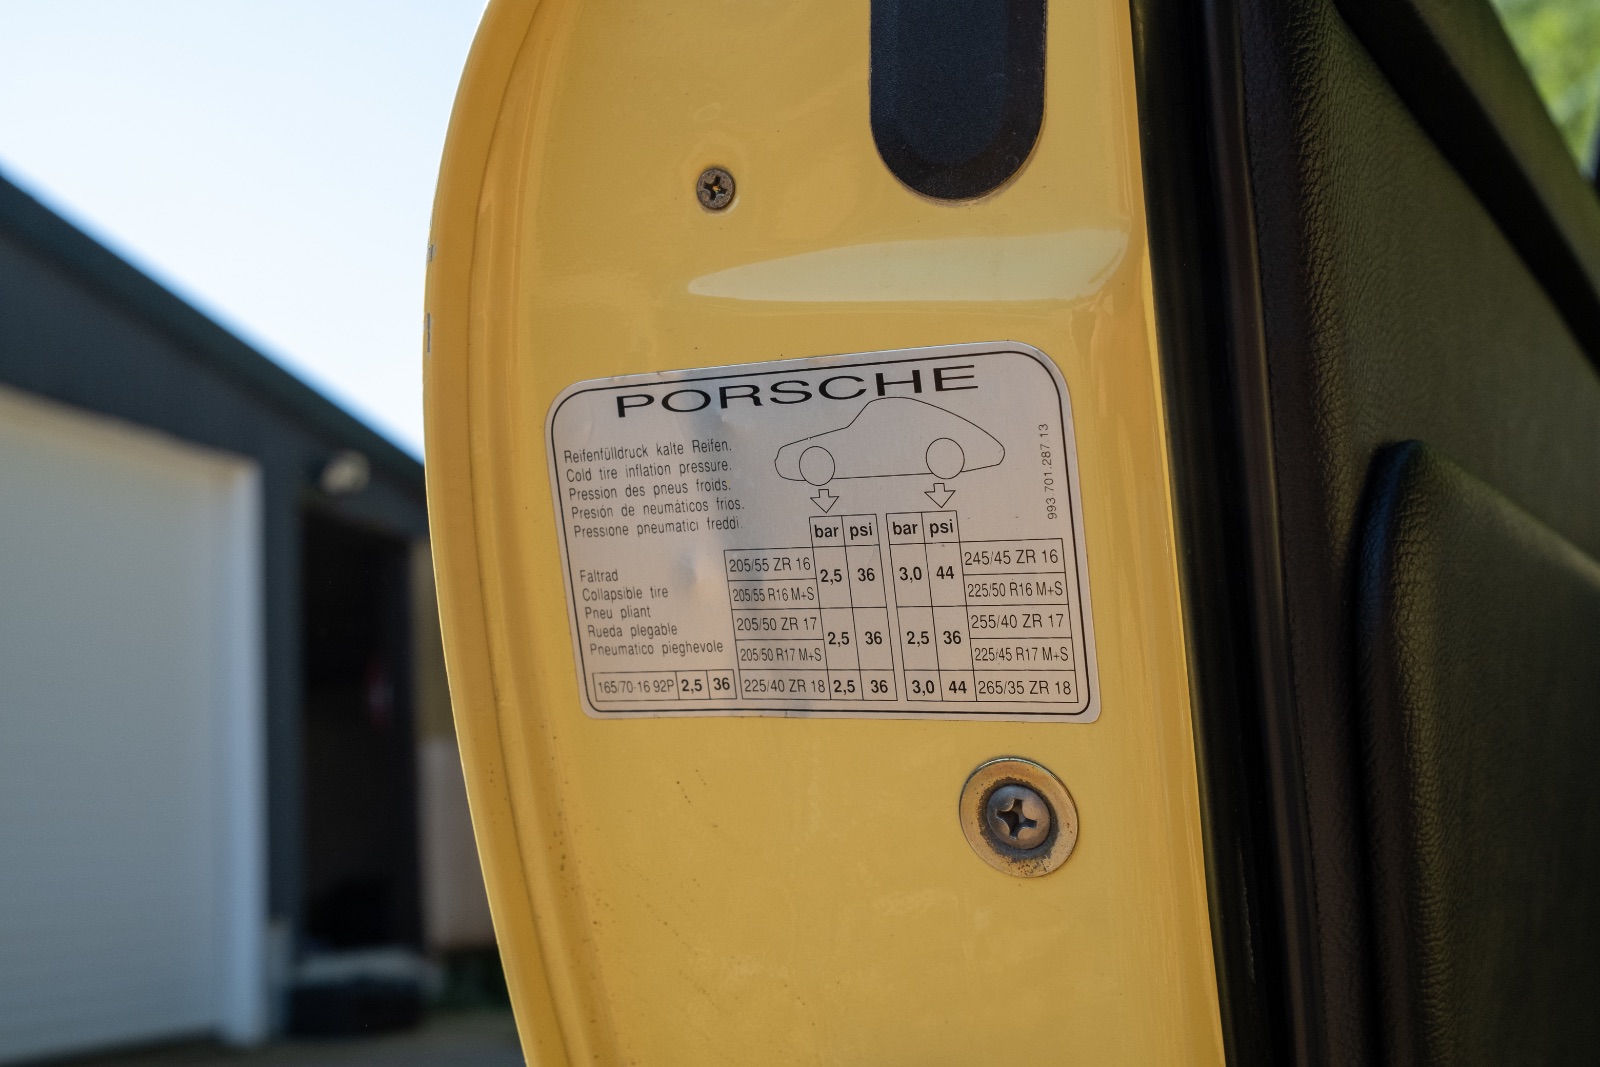 PORSCHE
Reifenfülldruck kalte Reifen.
Cold tire inflation pressure.
Pression des pneus froids.
Presión de neumáticos fríos.
Pressione pneumatici freddi.
993 701.287 13
bar psi bar psi
205/55 ZR 16 2,5 36 3,0 44 245/45 ZR 16
205/55 R16 M+S 225/50 R16 M+S
Faltrad
Collapsible tire
Pneu pliant
Rueda plegable
Pneumatico pieghevole
205/50 ZR 17 2,5 36 2,5 36 255/40 ZR 17
205/50 R17 M+S 225/45 R17 M+S
165/70-16 92P 2,5 36 225/40 ZR 18 2,5 36 3,0 44 265/35 ZR 18